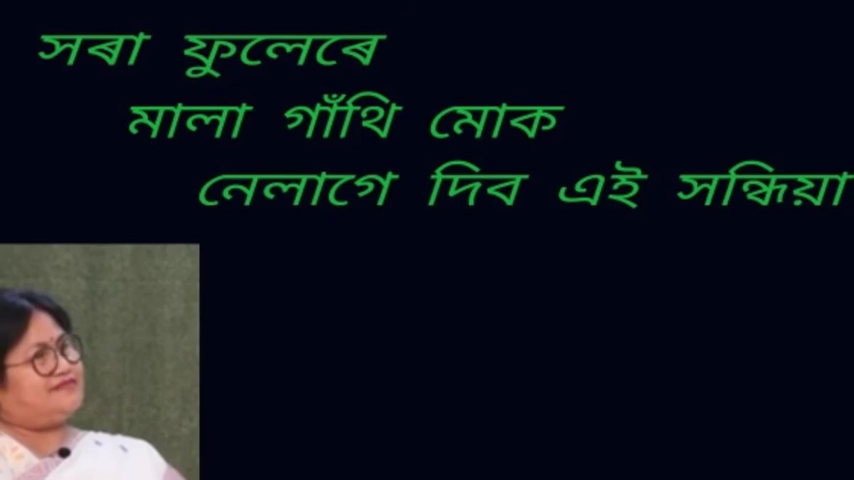 সৰা ফুলেৰে
মালা গাঁথি মোক
নেলাগে দিব এই সন্ধিয়া